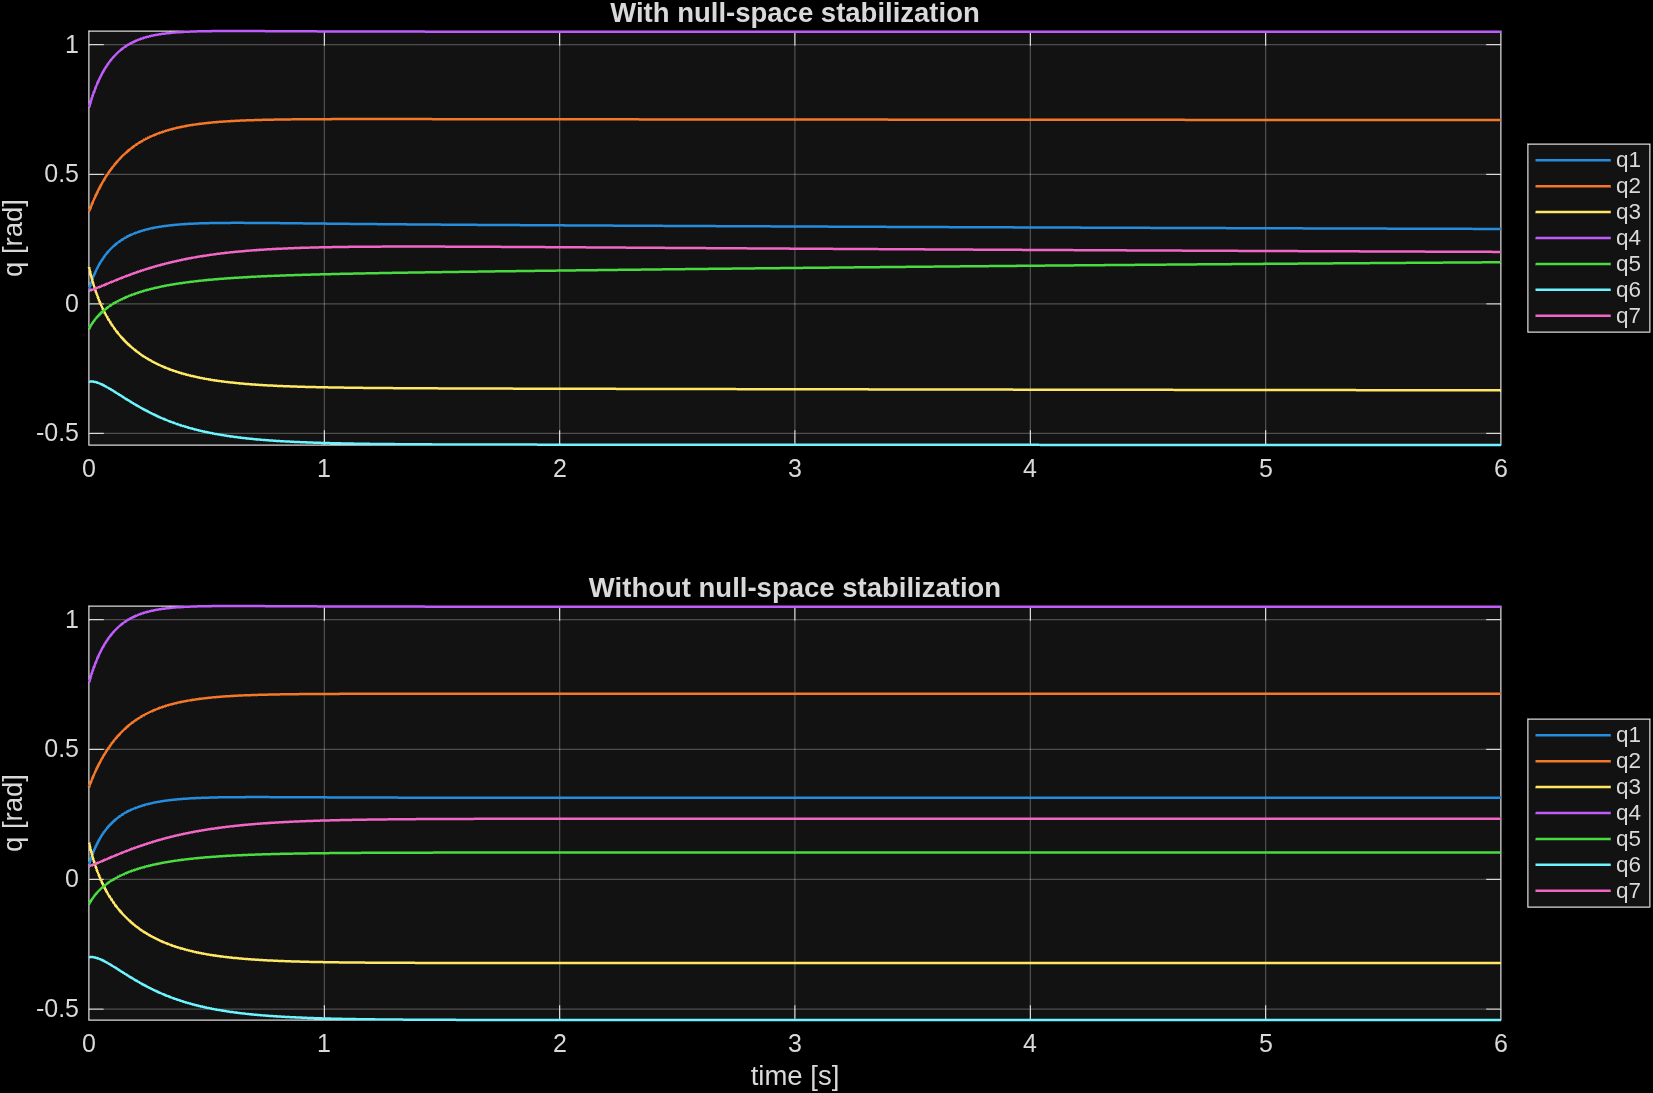 With null-space stabilization
1
0.5
0
-0.5
q [rad]
0 1 2 3 4 5 6
q1
q2
q3
q4
q5
q6
q7
Without null-space stabilization
1
0.5
0
-0.5
q [rad]
0 1 2 3 4 5 6
time [s]
q1
q2
q3
q4
q5
q6
q7